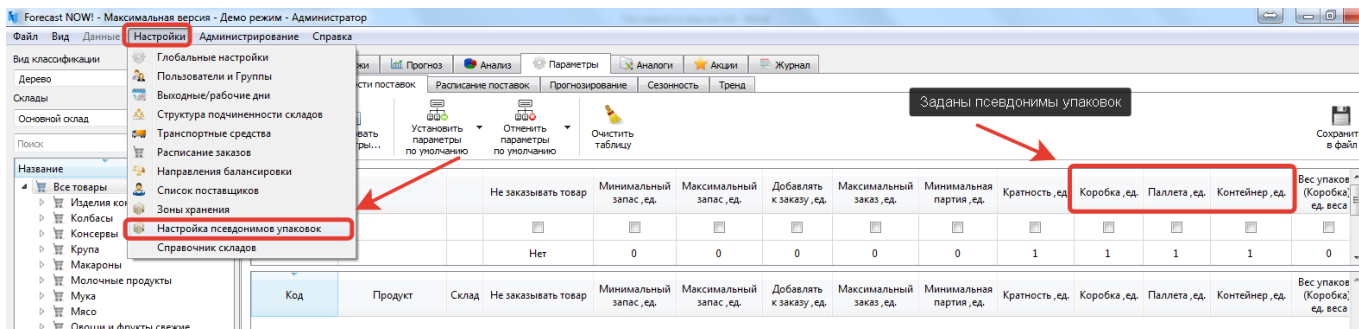 Forecast NOW! - Максимальная версия - Демо режим - Администратор
Файл Вид Данные Настройки Администрирование Справка
Вид классификации
Дерево
Склады
Основной склад
Поиск
Название
Все товары
Изделия кон
Колбасы
Консервы
Крупа
Макароны
Молочные продукты
Мука
Мясо
Овощи и фрукты свежие
Глобальные настройки
Пользователи и Группы
Выходные/рабочие дни
Структура подчиненности складов
Транспортные средства
Расписание заказов
Направления балансировки
Список поставщиков
Зоны хранения
Настройка псевдонимов упаковок
Справочник складов
жи Прогноз Анализ Параметры Аналоги Акции Журнал
сти поставок Расписание поставок Прогнозирование Сезонность Тренд
вать
ры...
Установить
параметры
по умолчанию
Отменить
параметры
по умолчанию
Очистить
таблицу
Заданы псевдонимы упаковок
Сохранит
в файл
Не заказывать товар
Минимальный
запас ,ед.
Максимальный
запас ,ед.
Добавлять
к заказу ,ед.
Максимальный
заказ ,ед.
Минимальная
партия ,ед.
Кратность ,ед.
Коробка ,ед.
Паллета ,ед.
Контейнер ,ед.
Вес упаков
(Коробка)
ед. веса
Нет 0 0 0 0 0 1 1 1 1 0
Код
Продукт
Склад
Не заказывать товар
Минимальный
запас ,ед.
Максимальный
запас ,ед.
Добавлять
к заказу ,ед.
Максимальный
заказ ,ед.
Минимальная
партия ,ед.
Кратность ,ед.
Коробка ,ед.
Паллета ,ед.
Контейнер ,ед.
Вес упаков
(Коробка)
ед. веса